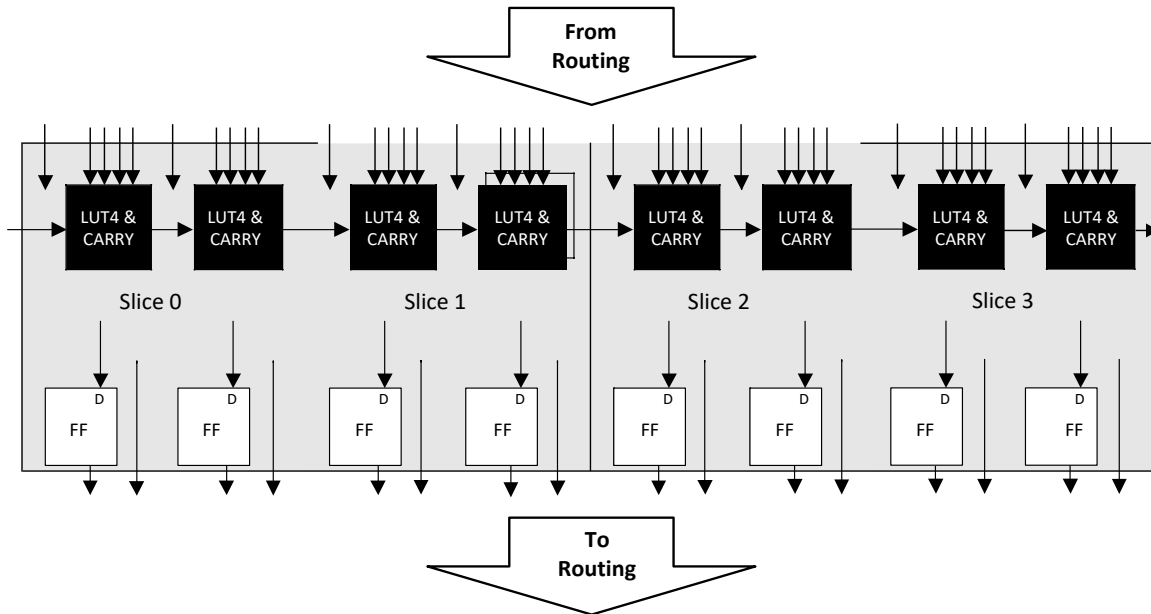 From
Routing
LUT4 &
CARRY
LUT4 &
CARRY
LUT4 &
CARRY
LUT4 &
CARRY
LUT4 &
CARRY
LUT4 &
CARRY
LUT4 &
CARRY
LUT4 &
CARRY
Slice 0
Slice 1
Slice 2
Slice 3
D
FF
D
FF
D
FF
D
FF
D
FF
D
FF
D
FF
D
FF
To
Routing